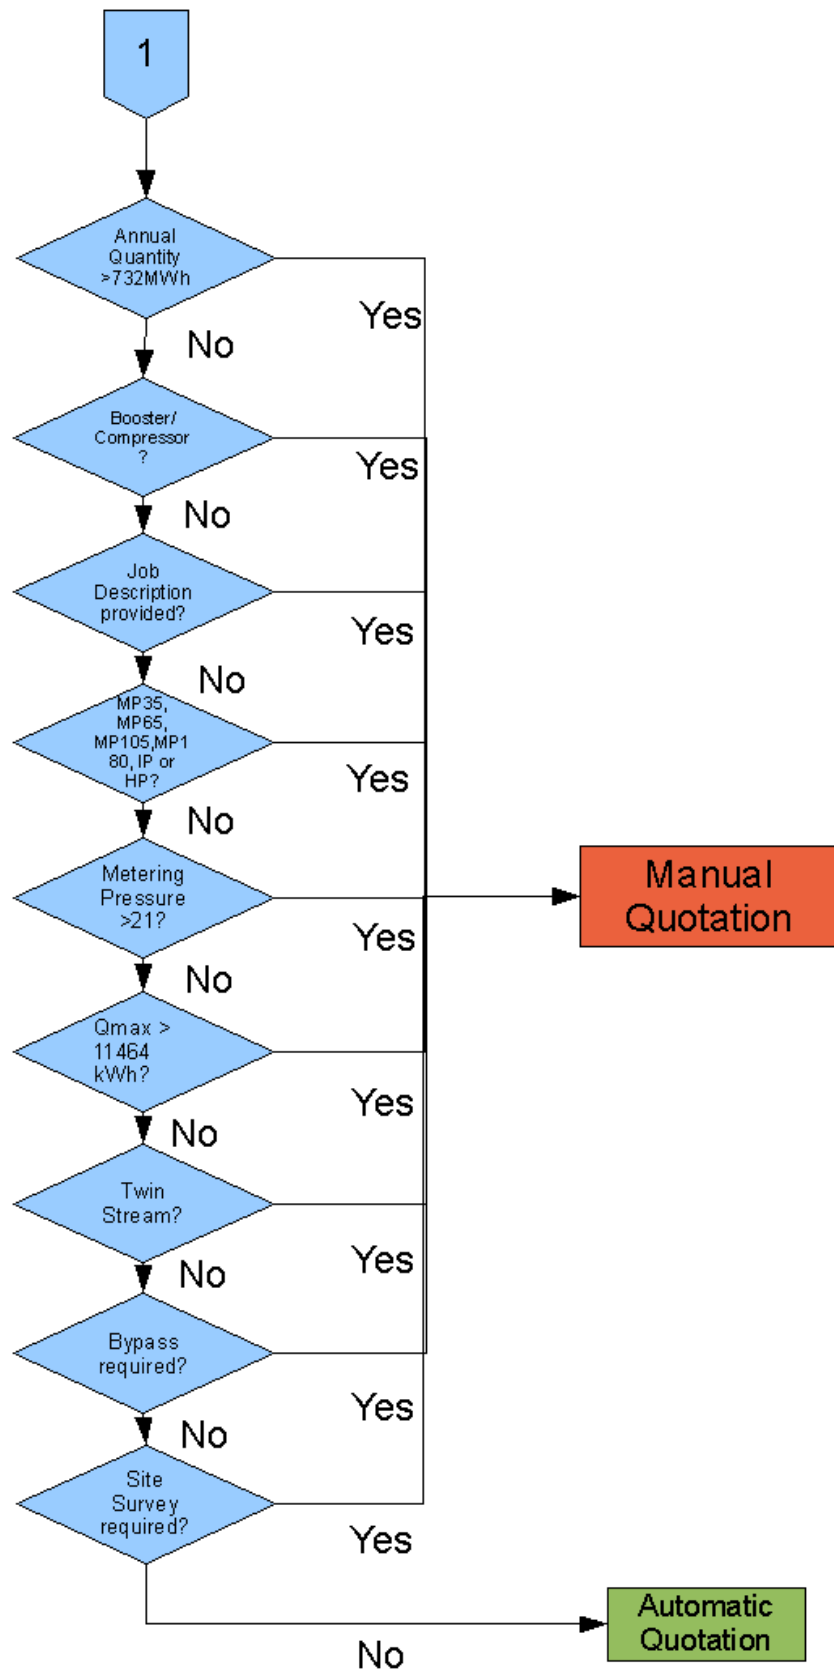 1
Annual
Quantity
>732MWh
Yes
No
Booster/
Compressor
?
Yes
No
Job
Description
provided?
Yes
No
MP35,
MP65,
MP105,MP1
80, IP or
HP?
Yes
No
Metering
Pressure
>21?
Manual
Quotation
Yes
No
Qmax >
11464
kWh?
Yes
No
Twin
Stream?
Yes
No
Bypass
required?
Yes
No
Site
Survey
required?
Yes
No
Automatic
Quotation